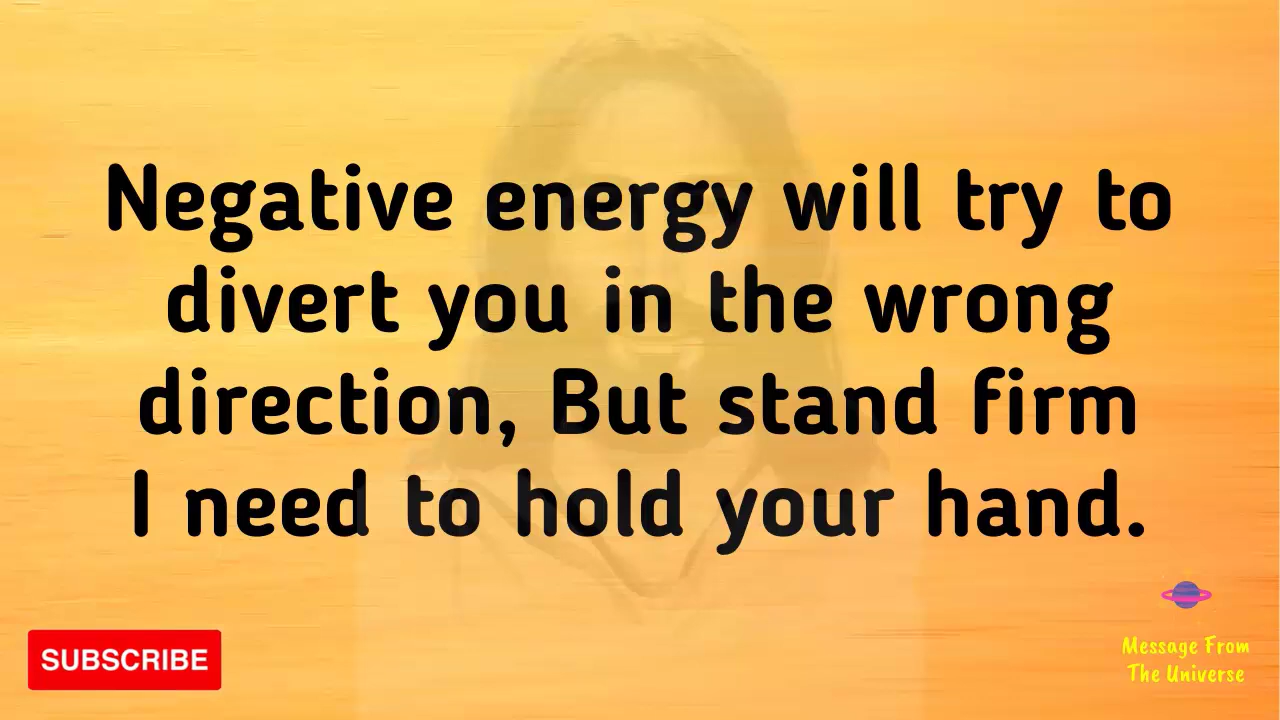 Negative energy will try to
divert you in the wrong
direction, But stand firm
I need to hold your hand.
SUBSCRIBE
Message From
The Universe